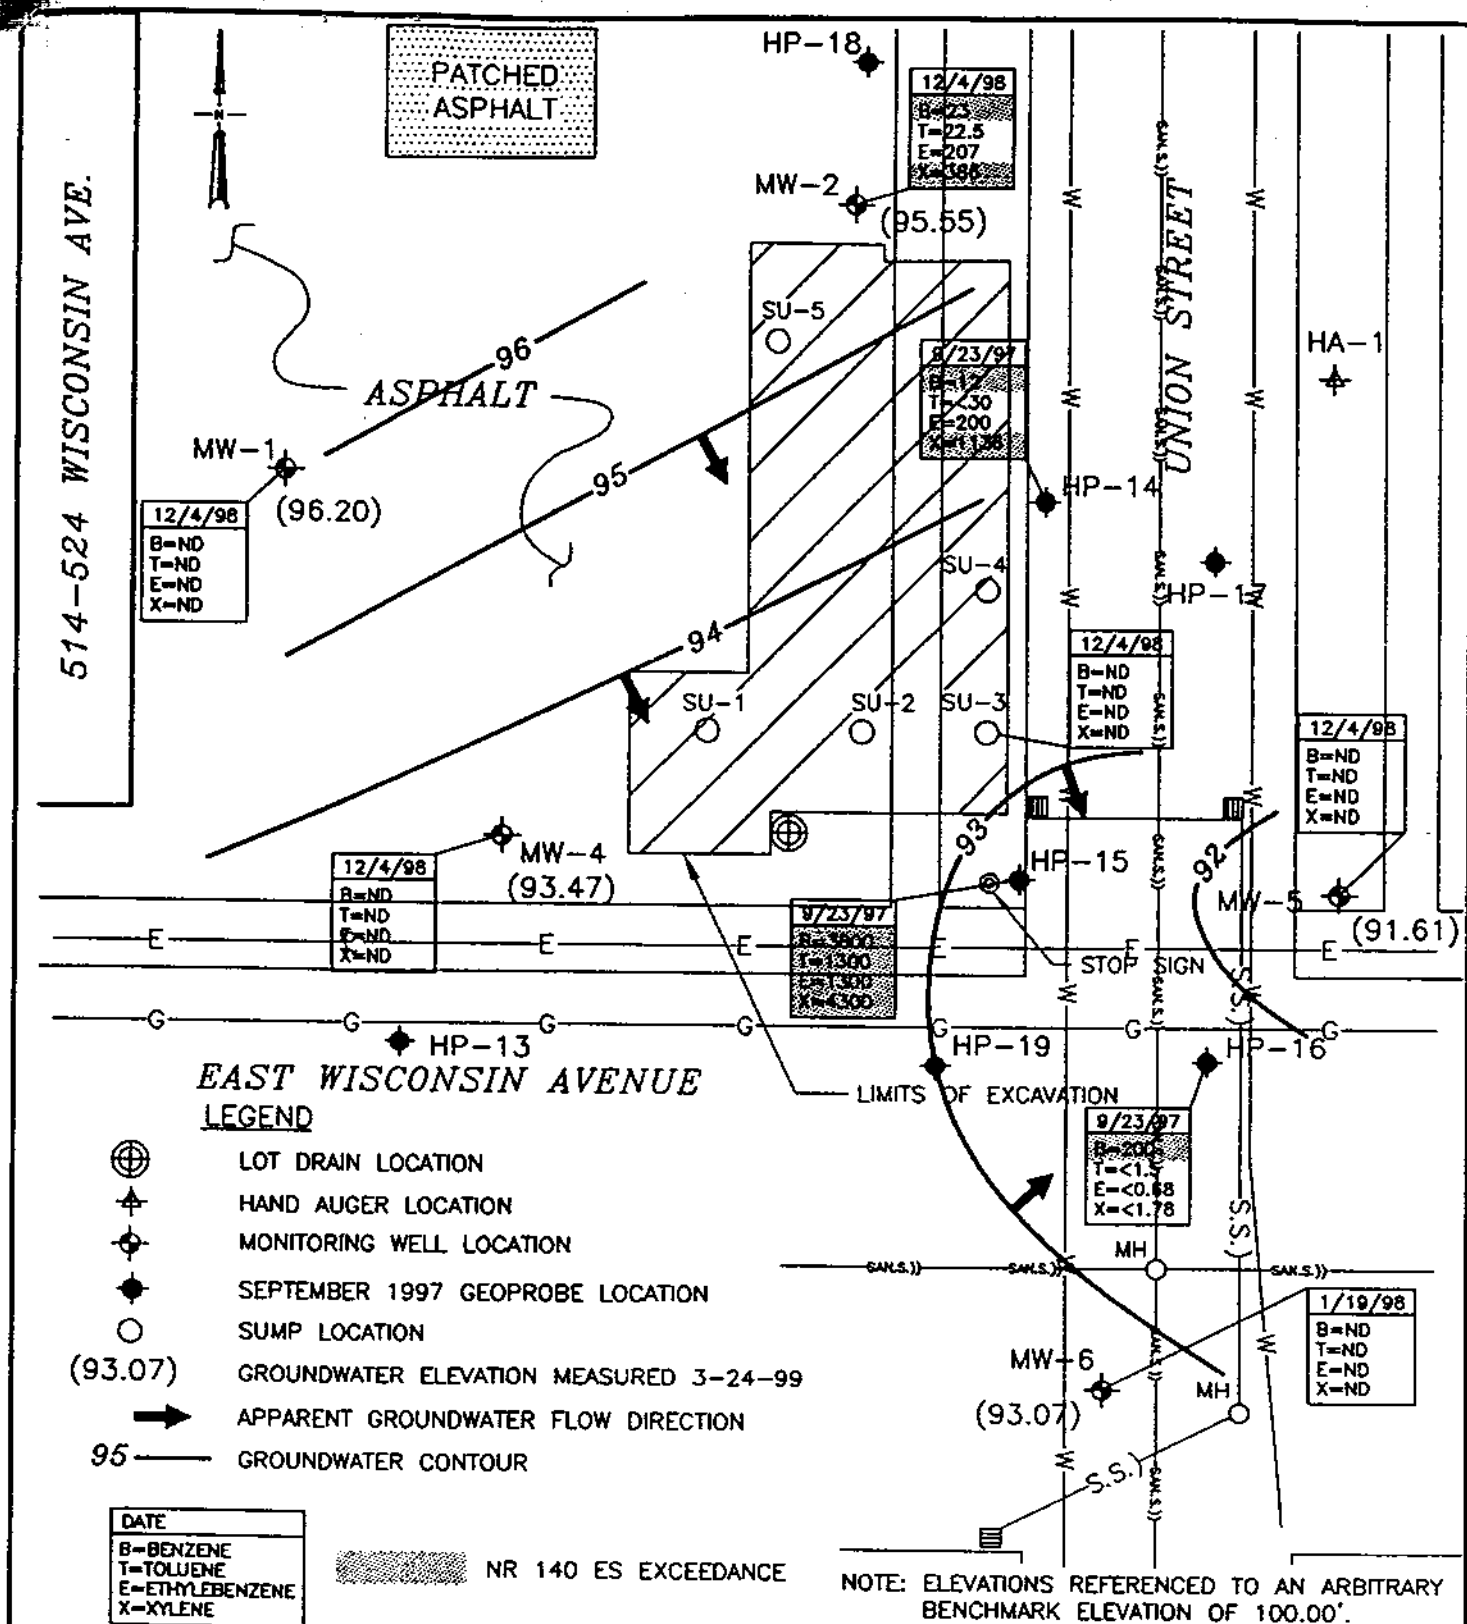 PATCHED
ASPHALT
N
514-524 WISCONSIN AVE.
HP-18
12/4/98
B=23
T=22.5
E=207
X=386
MW-2
(95.55)
UNION STREET
SU-5
96
ASPHALT
9/23/97
B=12
T=<30
E=200
X=1138
HA-1
MW-1
(96.20)
12/4/98
B=ND
T=ND
E=ND
X=ND
95
HP-14
SU-4
HP-17
94
12/4/98
B=ND
T=ND
E=ND
X=ND
SU-1
SU-2
SU-3
12/4/98
B=ND
T=ND
E=ND
X=ND
93
92
MW-4
(93.47)
12/4/98
B=ND
T=ND
E=ND
X=ND
HP-15
9/23/97
B=3800
T=1300
E=1300
X=4300
MW-5
(91.61)
STOP SIGN
E E E E E E
G G G G G G
W W W W W W W W W W
SAN.S.)) SAN.S.)) SAN.S.))
S.S.) S.S.) S.S.)
HP-13
HP-19
HP-16
EAST WISCONSIN AVENUE
LIMITS OF EXCAVATION
9/23/97
B=200
T=<1.
E=<0.68
X=<1.78
MH
1/19/98
B=ND
T=ND
E=ND
X=ND
MW-6
(93.07)
MH
LEGEND
LOT DRAIN LOCATION
HAND AUGER LOCATION
MONITORING WELL LOCATION
SEPTEMBER 1997 GEOPROBE LOCATION
SUMP LOCATION
(93.07) GROUNDWATER ELEVATION MEASURED 3-24-99
APPARENT GROUNDWATER FLOW DIRECTION
95 GROUNDWATER CONTOUR
DATE
B=BENZENE
T=TOLUENE
E=ETHYLEBENZENE
X=XYLENE
NR 140 ES EXCEEDANCE
NOTE: ELEVATIONS REFERENCED TO AN ARBITRARY
BENCHMARK ELEVATION OF 100.00'.